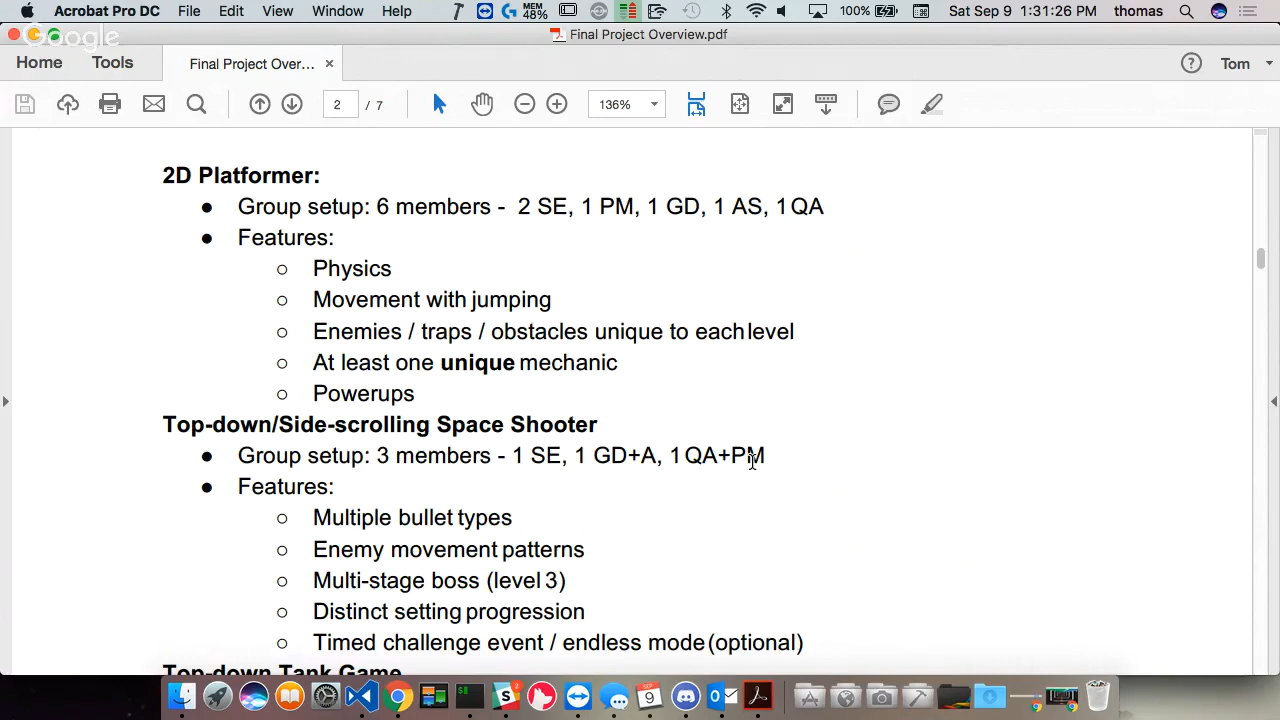 Acrobat Pro DC File Edit View Window Help MEM 48% 100% Sat Sep 9 1:31:26 PM thomas
Google
Final Project Overview.pdf
Home Tools Final Project Over... × Tom
2 / 7 136%
2D Platformer:
● Group setup: 6 members - 2 SE, 1 PM, 1 GD, 1 AS, 1 QA
● Features:
○ Physics
○ Movement with jumping
○ Enemies / traps / obstacles unique to each level
○ At least one unique mechanic
○ Powerups
Top-down/Side-scrolling Space Shooter
● Group setup: 3 members - 1 SE, 1 GD+A, 1 QA+PM
● Features:
○ Multiple bullet types
○ Enemy movement patterns
○ Multi-stage boss (level 3)
○ Distinct setting progression
○ Timed challenge event / endless mode (optional)
Top-down Tank Game